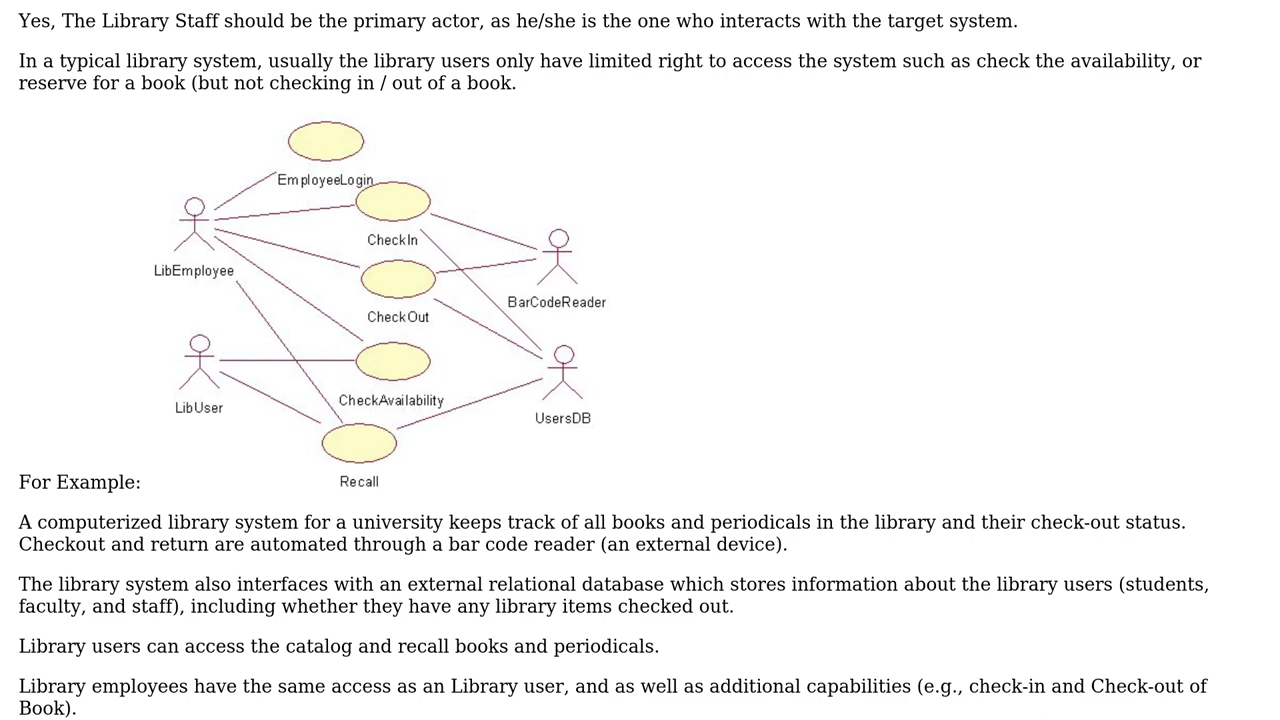 Yes, The Library Staff should be the primary actor, as he/she is the one who interacts with the target system.
In a typical library system, usually the library users only have limited right to access the system such as check the availability, or
reserve for a book (but not checking in / out of a book.
EmployeeLogin
CheckIn
LibEmployee
BarCodeReader
CheckOut
CheckAvailability
LibUser
UsersDB
Recall
For Example:
A computerized library system for a university keeps track of all books and periodicals in the library and their check-out status.
Checkout and return are automated through a bar code reader (an external device).
The library system also interfaces with an external relational database which stores information about the library users (students,
faculty, and staff), including whether they have any library items checked out.
Library users can access the catalog and recall books and periodicals.
Library employees have the same access as an Library user, and as well as additional capabilities (e.g., check-in and Check-out of
Book).